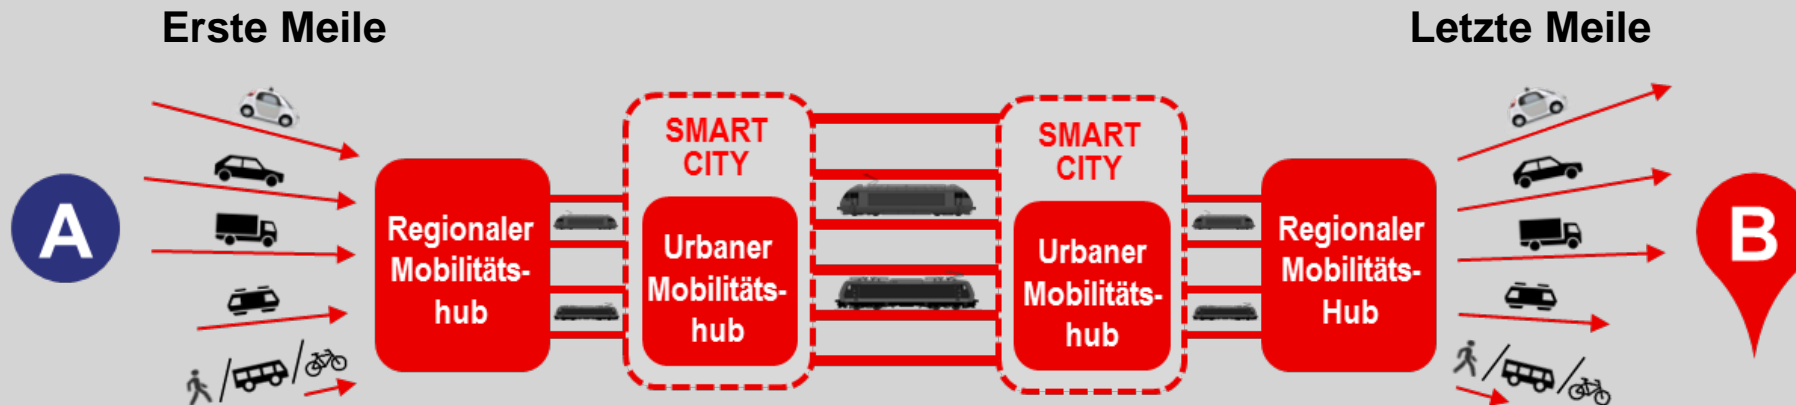 Erste Meile
Letzte Meile
A
Regionaler
Mobilitäts-
hub
SMART
CITY
Urbaner
Mobilitäts-
hub
SMART
CITY
Urbaner
Mobilitäts-
hub
Regionaler
Mobilitäts-
Hub
B